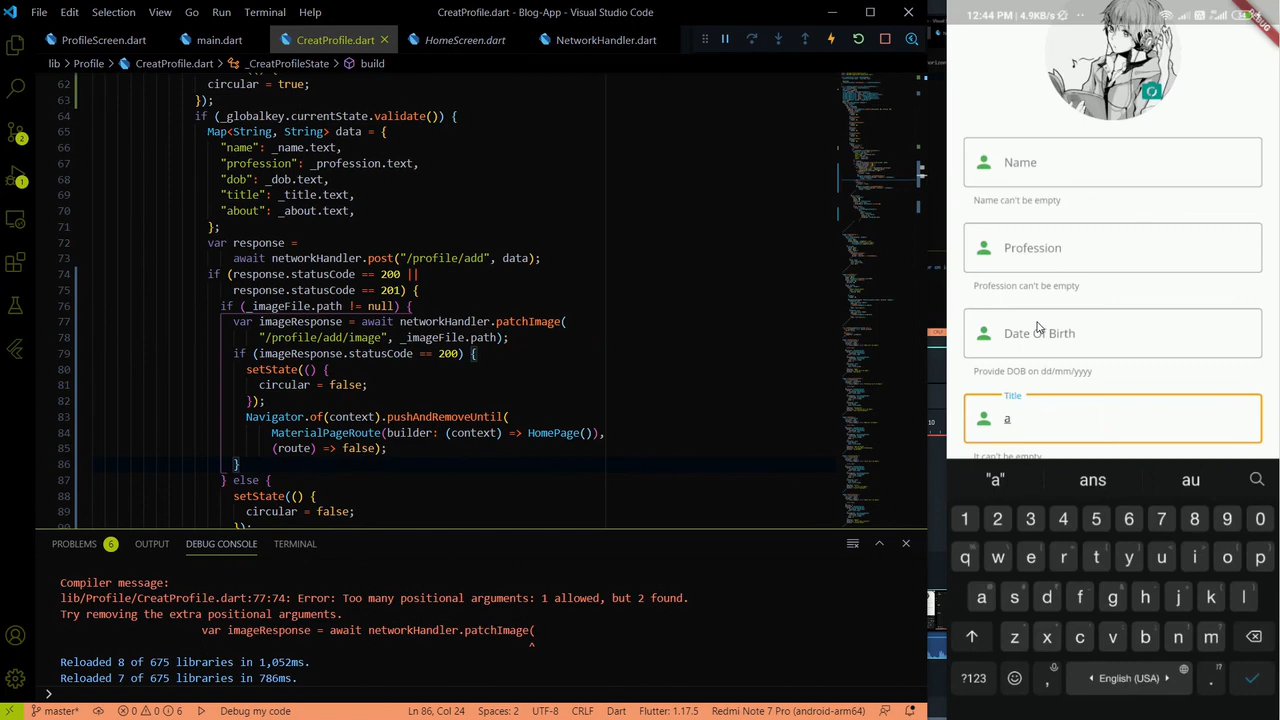 File Edit Selection View Go Run Terminal Help
CreatProfile.dart - Blog-App - Visual Studio Code
ProfileScreen.dart main.dart CreatProfile.dart HomeScreen.dart NetworkHandler.dart
lib > Profile > CreatProfile.dart > _CreatProfileState > build
62 circular = true;
63 });
64 if (_globalkey.currentState.validate()) {
65 Map<String, String> data = {
66 "name": _name.text,
67 "profession": _profession.text,
68 "dob": _dob.text,
69 "title": _title.text,
70 "about": _about.text,
71 };
72 var response =
73 await networkHandler.post("/profile/add", data);
74 if (response.statusCode == 200 ||
75 response.statusCode == 201) {
76 if (_imageFile.path != null) {
77 var imageResponse = await networkHandler.patchImage(
78 "/profile/add/image", _imageFile.path);
79 if (imageResponse.statusCode == 200) {
80 setState(() {
81 circular = false;
82 });
83 Navigator.of(context).pushAndRemoveUntil(
84 MaterialPageRoute(builder: (context) => HomePage()),
85 (route) => false);
86 }
87 } else {
88 setState(() {
89 circular = false;
90 });
PROBLEMS 6 OUTPUT DEBUG CONSOLE TERMINAL
Compiler message:
lib/Profile/CreatProfile.dart:77:74: Error: Too many positional arguments: 1 allowed, but 2 found.
Try removing the extra positional arguments.
var imageResponse = await networkHandler.patchImage(
^
Reloaded 8 of 675 libraries in 1,052ms.
Reloaded 7 of 675 libraries in 786ms.
>
2
1
master* 0 0 6 Debug my code Ln 86, Col 24 Spaces: 2 UTF-8 CRLF Dart Flutter: 1.17.5 Redmi Note 7 Pro (android-arm64)
12:44 PM | 4.9KB/s
Name
Name can't be empty
Profession
Profession can't be empty
Date Of Birth
Provide DOB on dd/mm/yyyy
Title
a
It can't be empty
"a" ans au
1 2 3 4 5 6 7 8 9 0
q w e r t y u i o p
a s d f g h j k l
z x c v b n m
?123 , English (USA) .